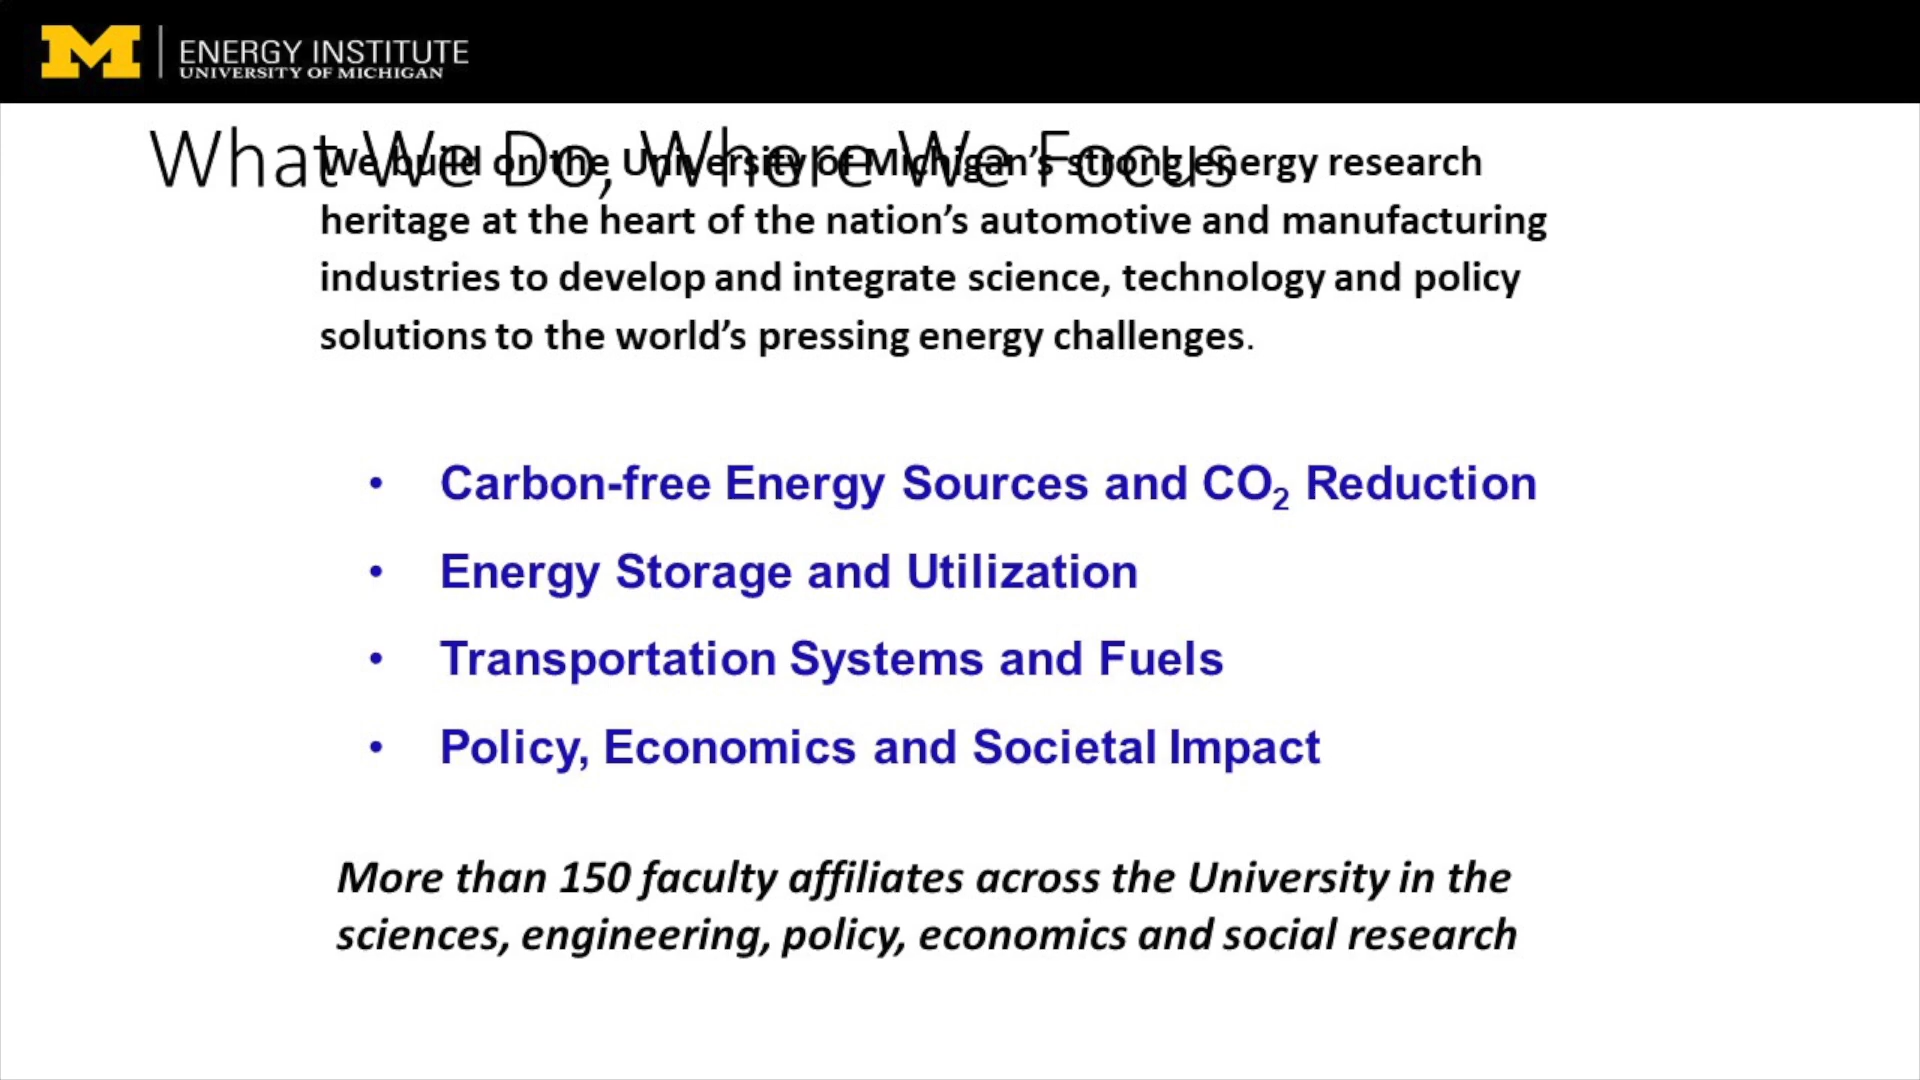 M
ENERGY INSTITUTE
UNIVERSITY OF MICHIGAN
What We Do, Where We Focus
We build on the University of Michigan’s strong energy research
heritage at the heart of the nation’s automotive and manufacturing
industries to develop and integrate science, technology and policy
solutions to the world’s pressing energy challenges.
• Carbon-free Energy Sources and CO₂ Reduction
• Energy Storage and Utilization
• Transportation Systems and Fuels
• Policy, Economics and Societal Impact
More than 150 faculty affiliates across the University in the
sciences, engineering, policy, economics and social research